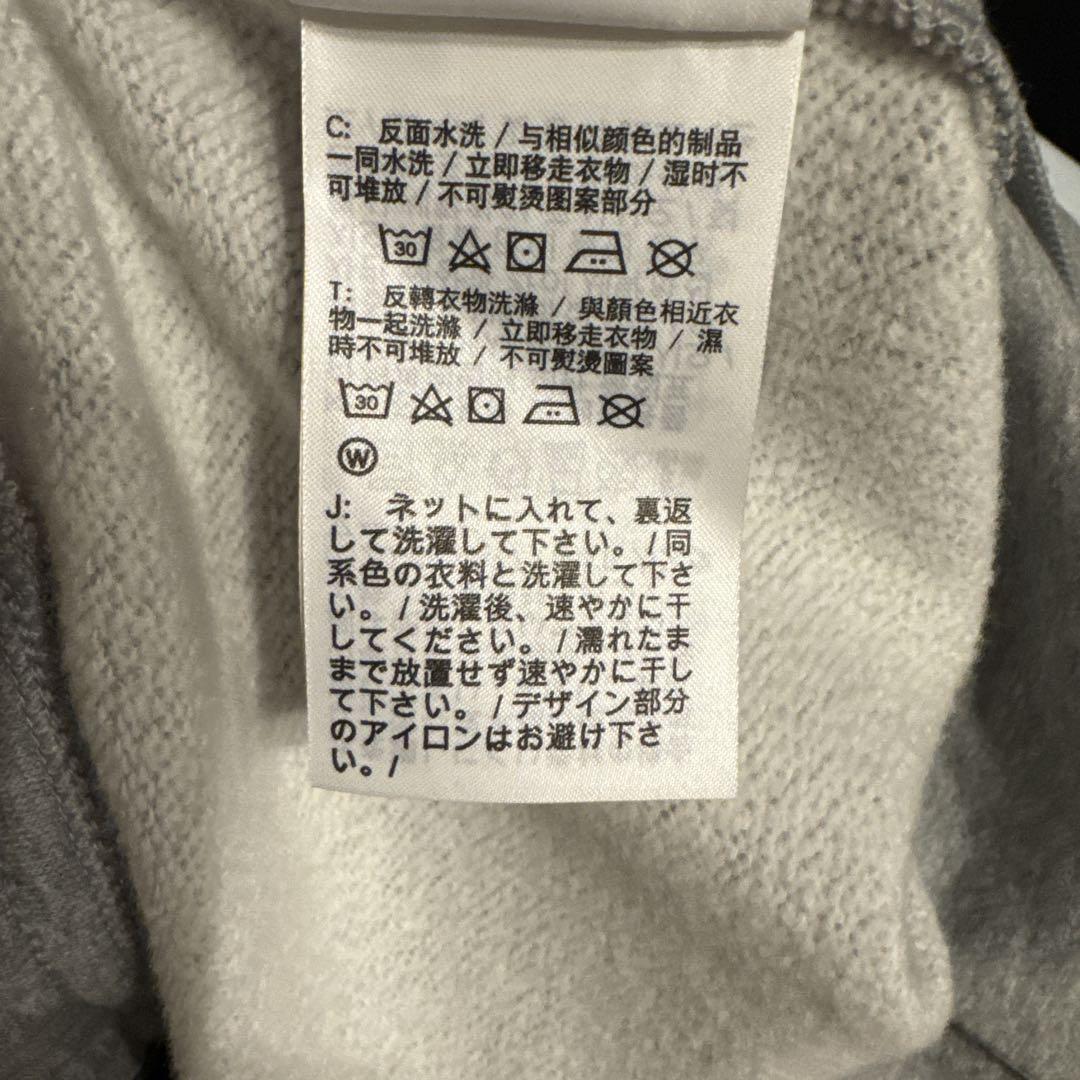 C: 反面水洗 / 与相似颜色的制品
一同水洗 / 立即移走衣物 / 湿时不
可堆放 / 不可熨烫图案部分
30
T: 反轉衣物洗滌 / 與顏色相近衣
物一起洗滌 / 立即移走衣物 / 濕
時不可堆放 / 不可熨燙圖案
30
W
J: ネットに入れて、裏返
して洗濯して下さい。/同
系色の衣料と洗濯して下さ
い。/洗濯後、速やかに干
してください。/濡れたま
まで放置せず速やかに干し
て下さい。/デザイン部分
のアイロンはお避け下さ
い。/